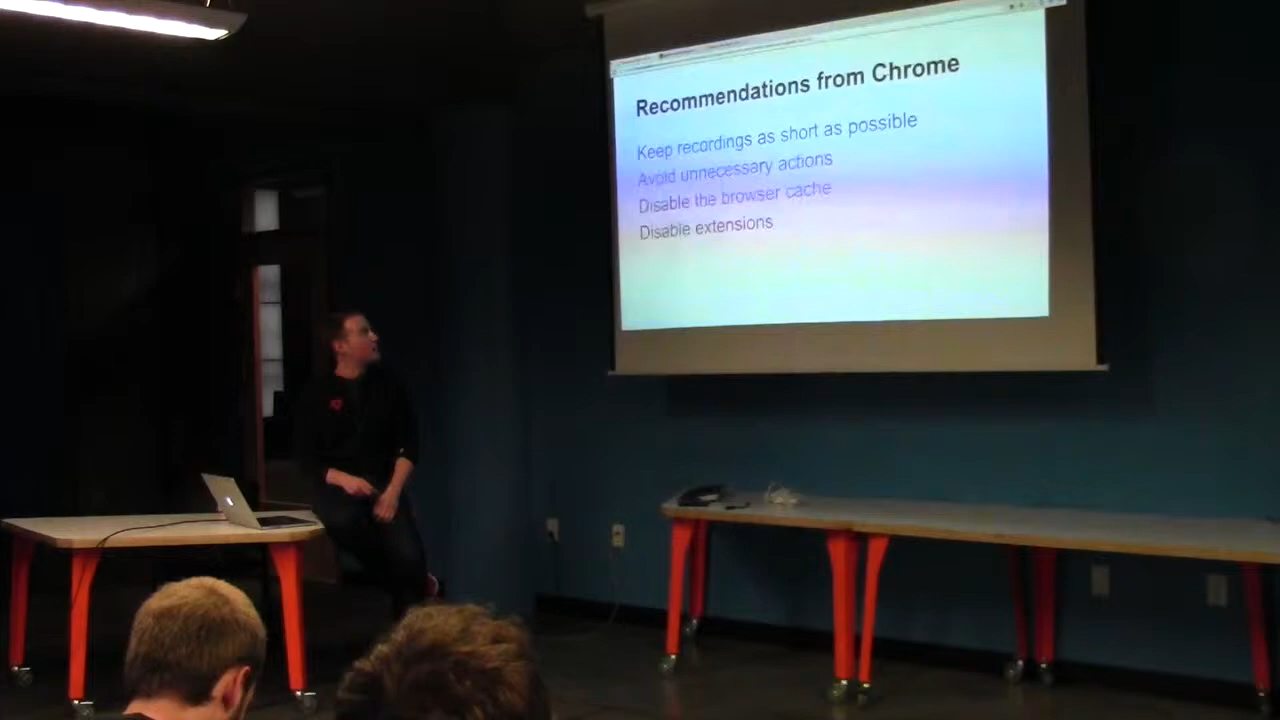 Recommendations from Chrome
Keep recordings as short as possible
Avoid unnecessary actions
Disable the browser cache
Disable extensions